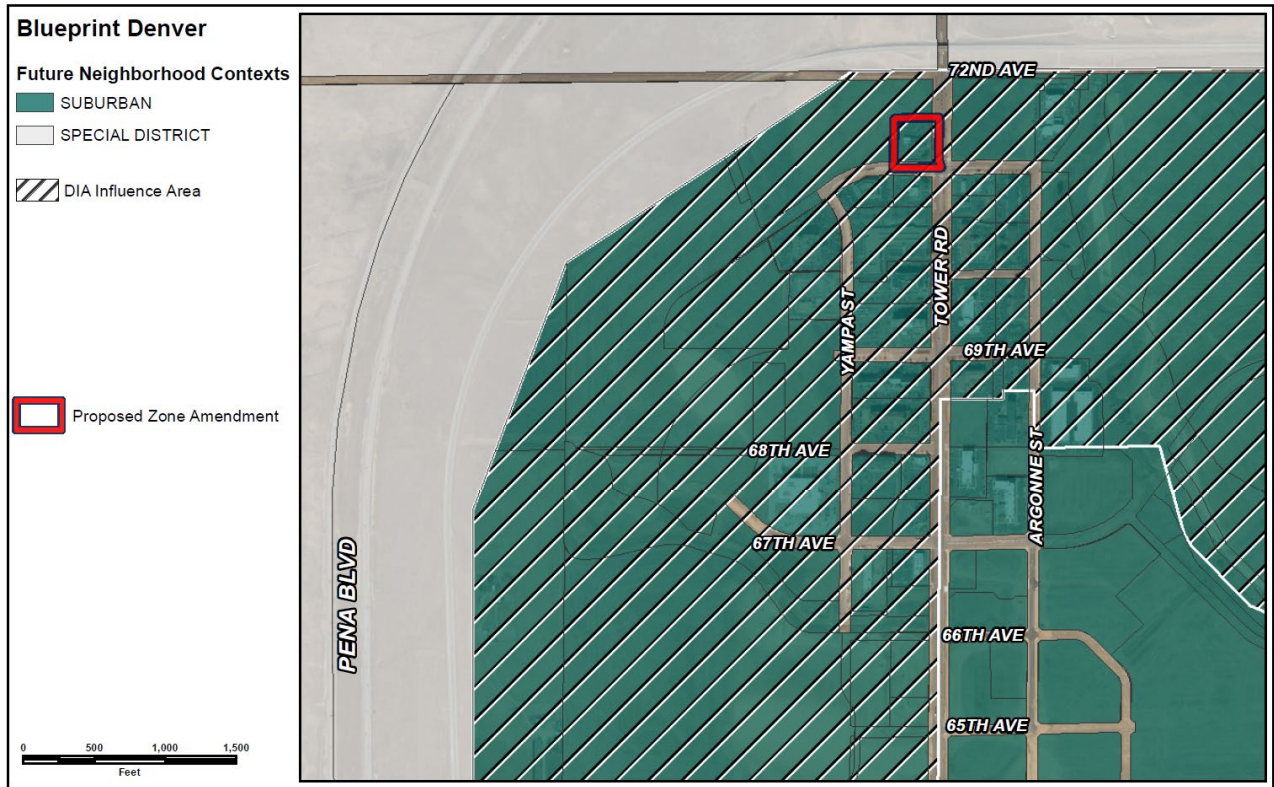 Blueprint Denver
Future Neighborhood Contexts
SUBURBAN
SPECIAL DISTRICT
DIA Influence Area
Proposed Zone Amendment
0 500 1,000 1,500
Feet
72ND AVE
TOWER RD
YAMPA ST
69TH AVE
68TH AVE
ARGONNE ST
67TH AVE
PENA BLVD
66TH AVE
65TH AVE